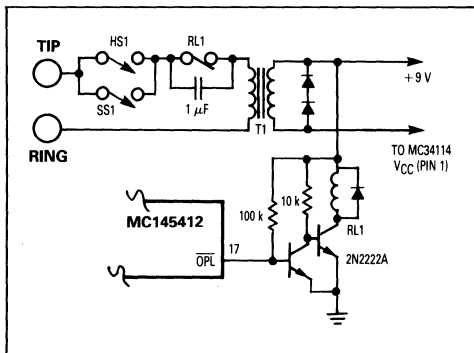 TIP
HS1
RL1
SS1
1 µF
T1
RING
+9 V
TO MC34114
VCC (PIN 1)
10 k
100 k
RL1
MC145412
2N2222A
OPL
17